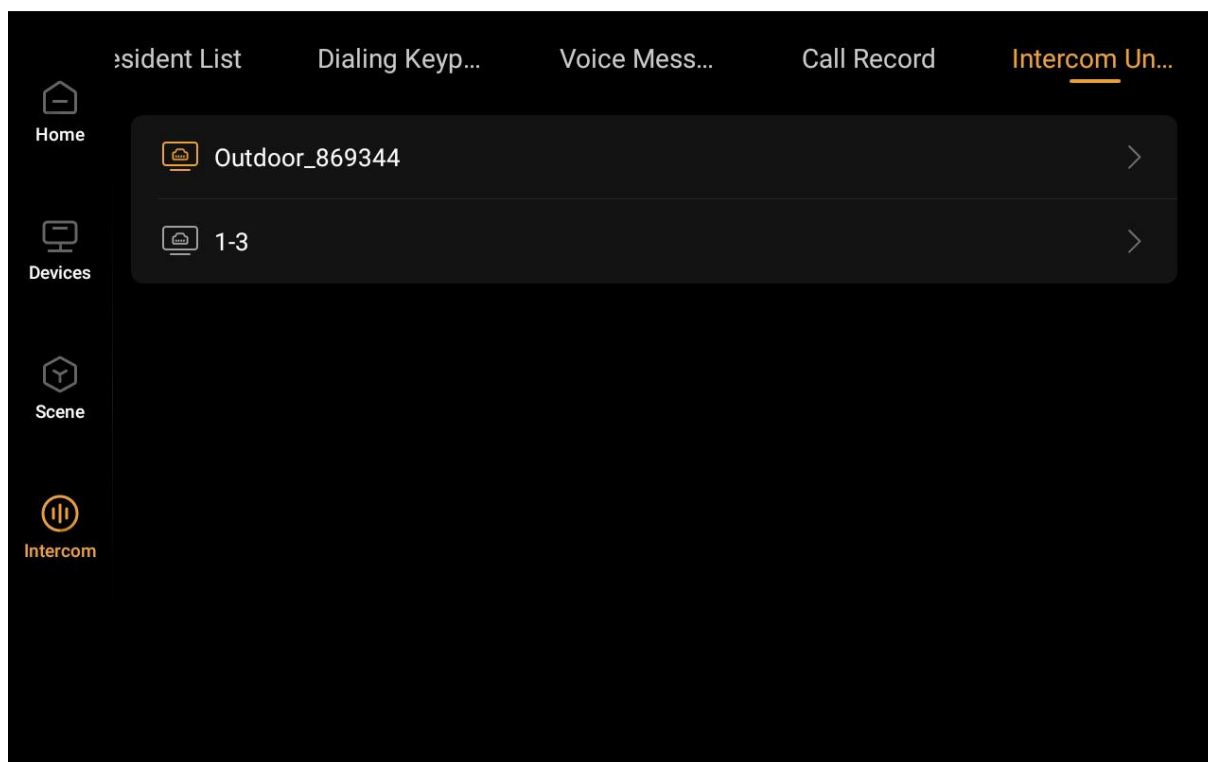 esident List
Dialing Keyp...
Voice Mess...
Call Record
Intercom Un...
Home
Outdoor_869344
1-3
Devices
Scene
Intercom